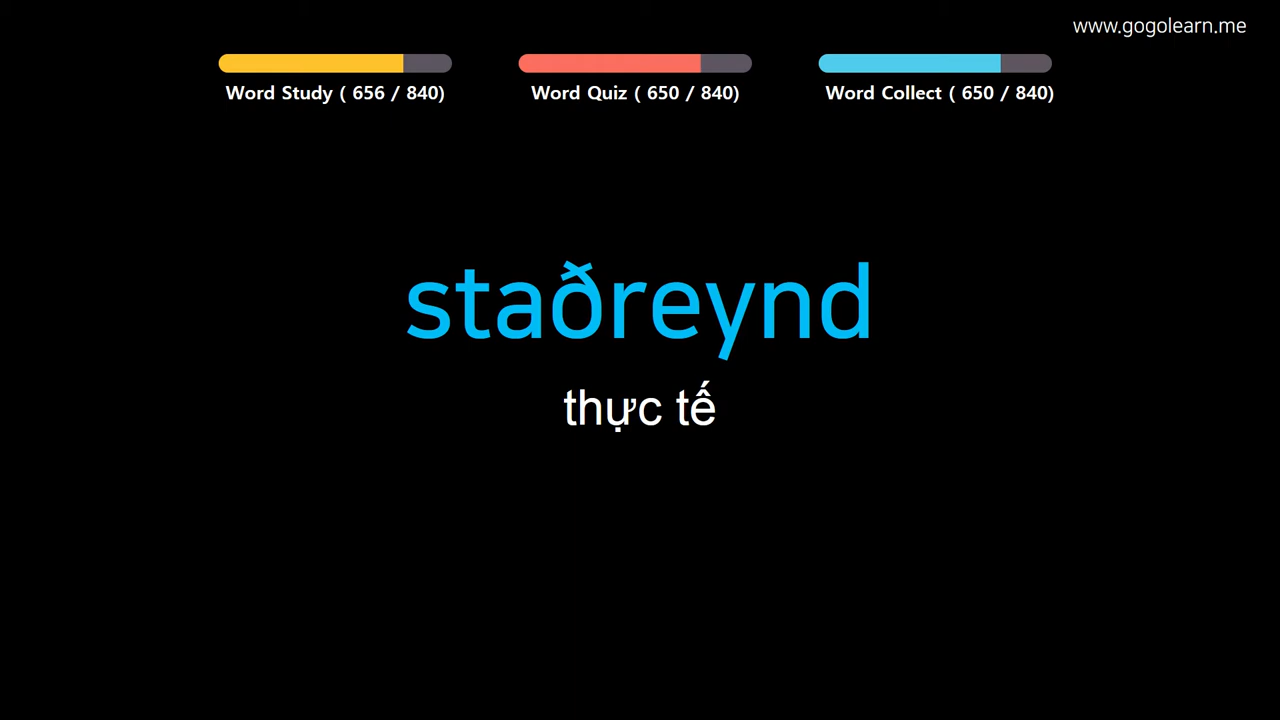 www.gogolearn.me
Word Study ( 656 / 840)
Word Quiz ( 650 / 840)
Word Collect ( 650 / 840)
staðreynd
thực tế